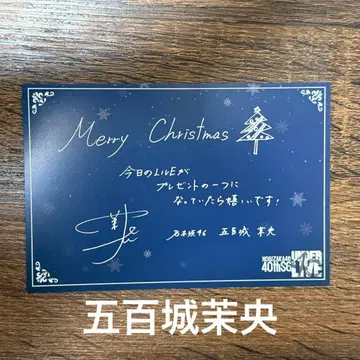 Merry Christmas
今日のLIVEが
プレゼントの一つに
なっていたら嬉しいです!
乃木坂46 五百城 茉央
NOGIZAKA46
40thSG
UNDER
LIVE
五百城茉央